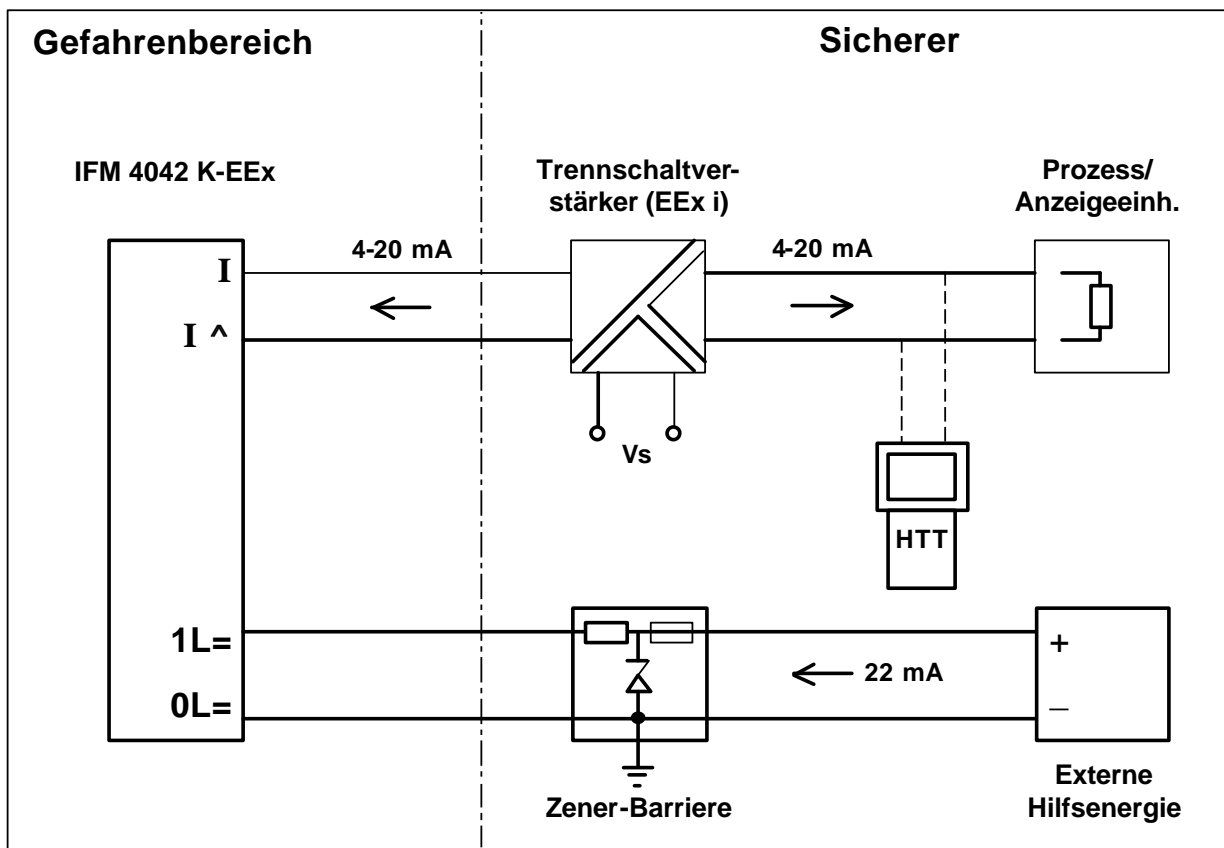 Gefahrenbereich
Sicherer
IFM 4042 K-EEx
Trennschaltver-
stärker (EEx i)
Prozess/
Anzeigeeinh.
4-20 mA
4-20 mA
I
I ^
Vs
HTT
1L=
+
22 mA
0L=
_
Zener-Barriere
Externe
Hilfsenergie